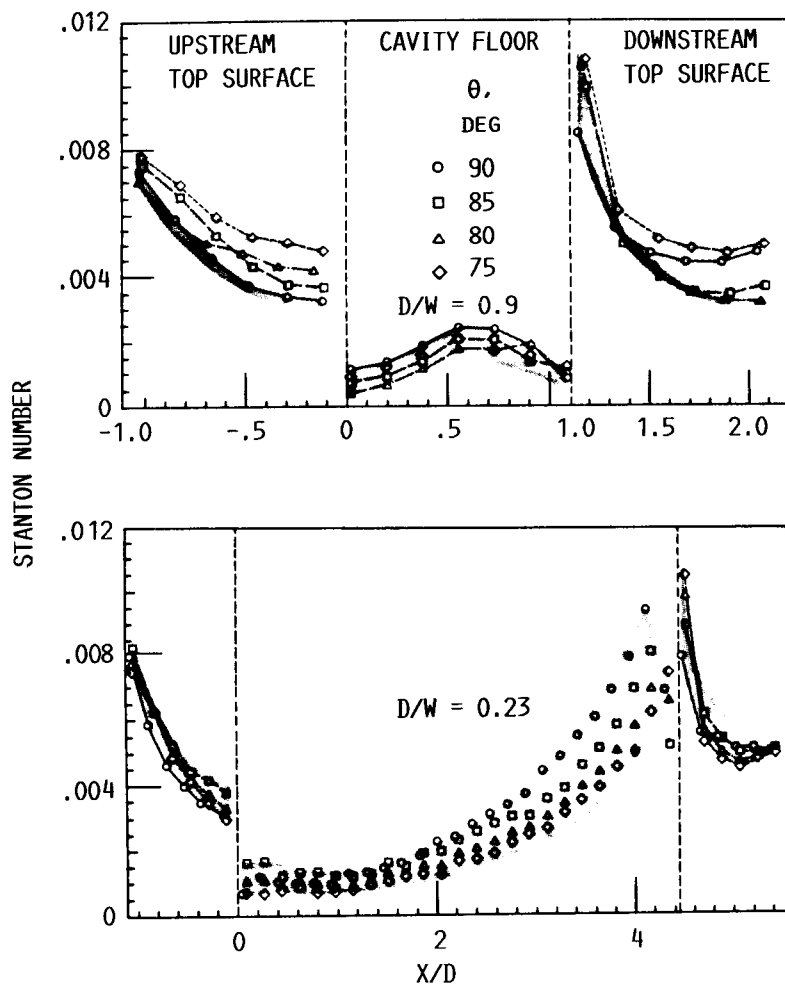 .012
UPSTREAM
TOP SURFACE
CAVITY FLOOR
DOWNSTREAM
TOP SURFACE
θ,
DEG
90
85
80
75
D/W = 0.9
.008
.004
0
-1.0 -.5 0 .5 1.0 1.5 2.0
STANTON NUMBER
.012
.008
D/W = 0.23
.004
0
0 2 4
X/D